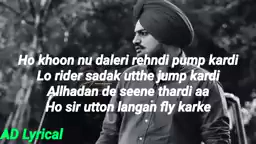 Ho khoon nu daleri rehndi pump kardi
Lo rider sadak utthe jump kardi
Allhadan de seene thardi aa
Ho sir utton langan fly karke
AD Lyrical